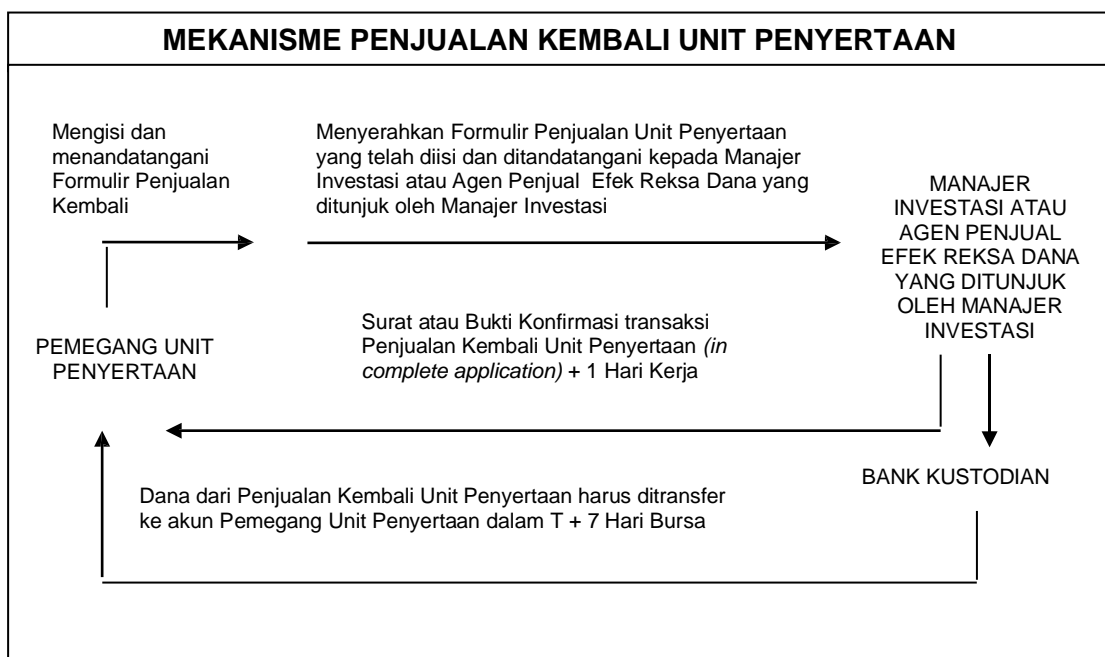 MEKANISME PENJUALAN KEMBALI UNIT PENYERTAAN
Mengisi dan
menandatangani
Formulir Penjualan
Kembali
Menyerahkan Formulir Penjualan Unit Penyertaan
yang telah diisi dan ditandatangani kepada Manajer
Investasi atau Agen Penjual Efek Reksa Dana yang
ditunjuk oleh Manajer Investasi
MANAJER
INVESTASI ATAU
AGEN PENJUAL
EFEK REKSA DANA
YANG DITUNJUK
OLEH MANAJER
INVESTASI
PEMEGANG UNIT
PENYERTAAN
Surat atau Bukti Konfirmasi transaksi
Penjualan Kembali Unit Penyertaan (in
complete application) + 1 Hari Kerja
BANK KUSTODIAN
Dana dari Penjualan Kembali Unit Penyertaan harus ditransfer
ke akun Pemegang Unit Penyertaan dalam T + 7 Hari Bursa